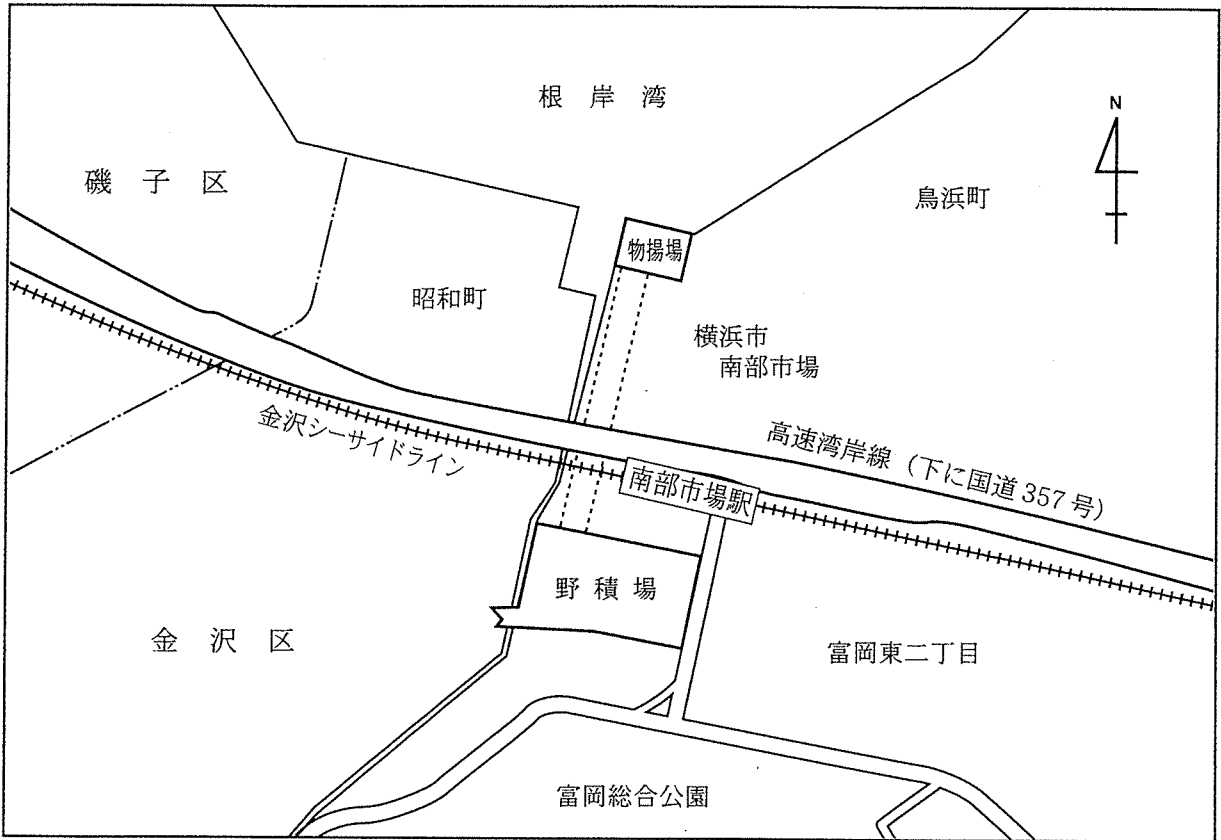 根岸湾
N
磯子区
鳥浜町
物揚場
昭和町
横浜市
南部市場
金沢シーサイドライン
高速湾岸線（下に国道357号）
南部市場駅
野積場
金沢区
富岡東二丁目
富岡総合公園